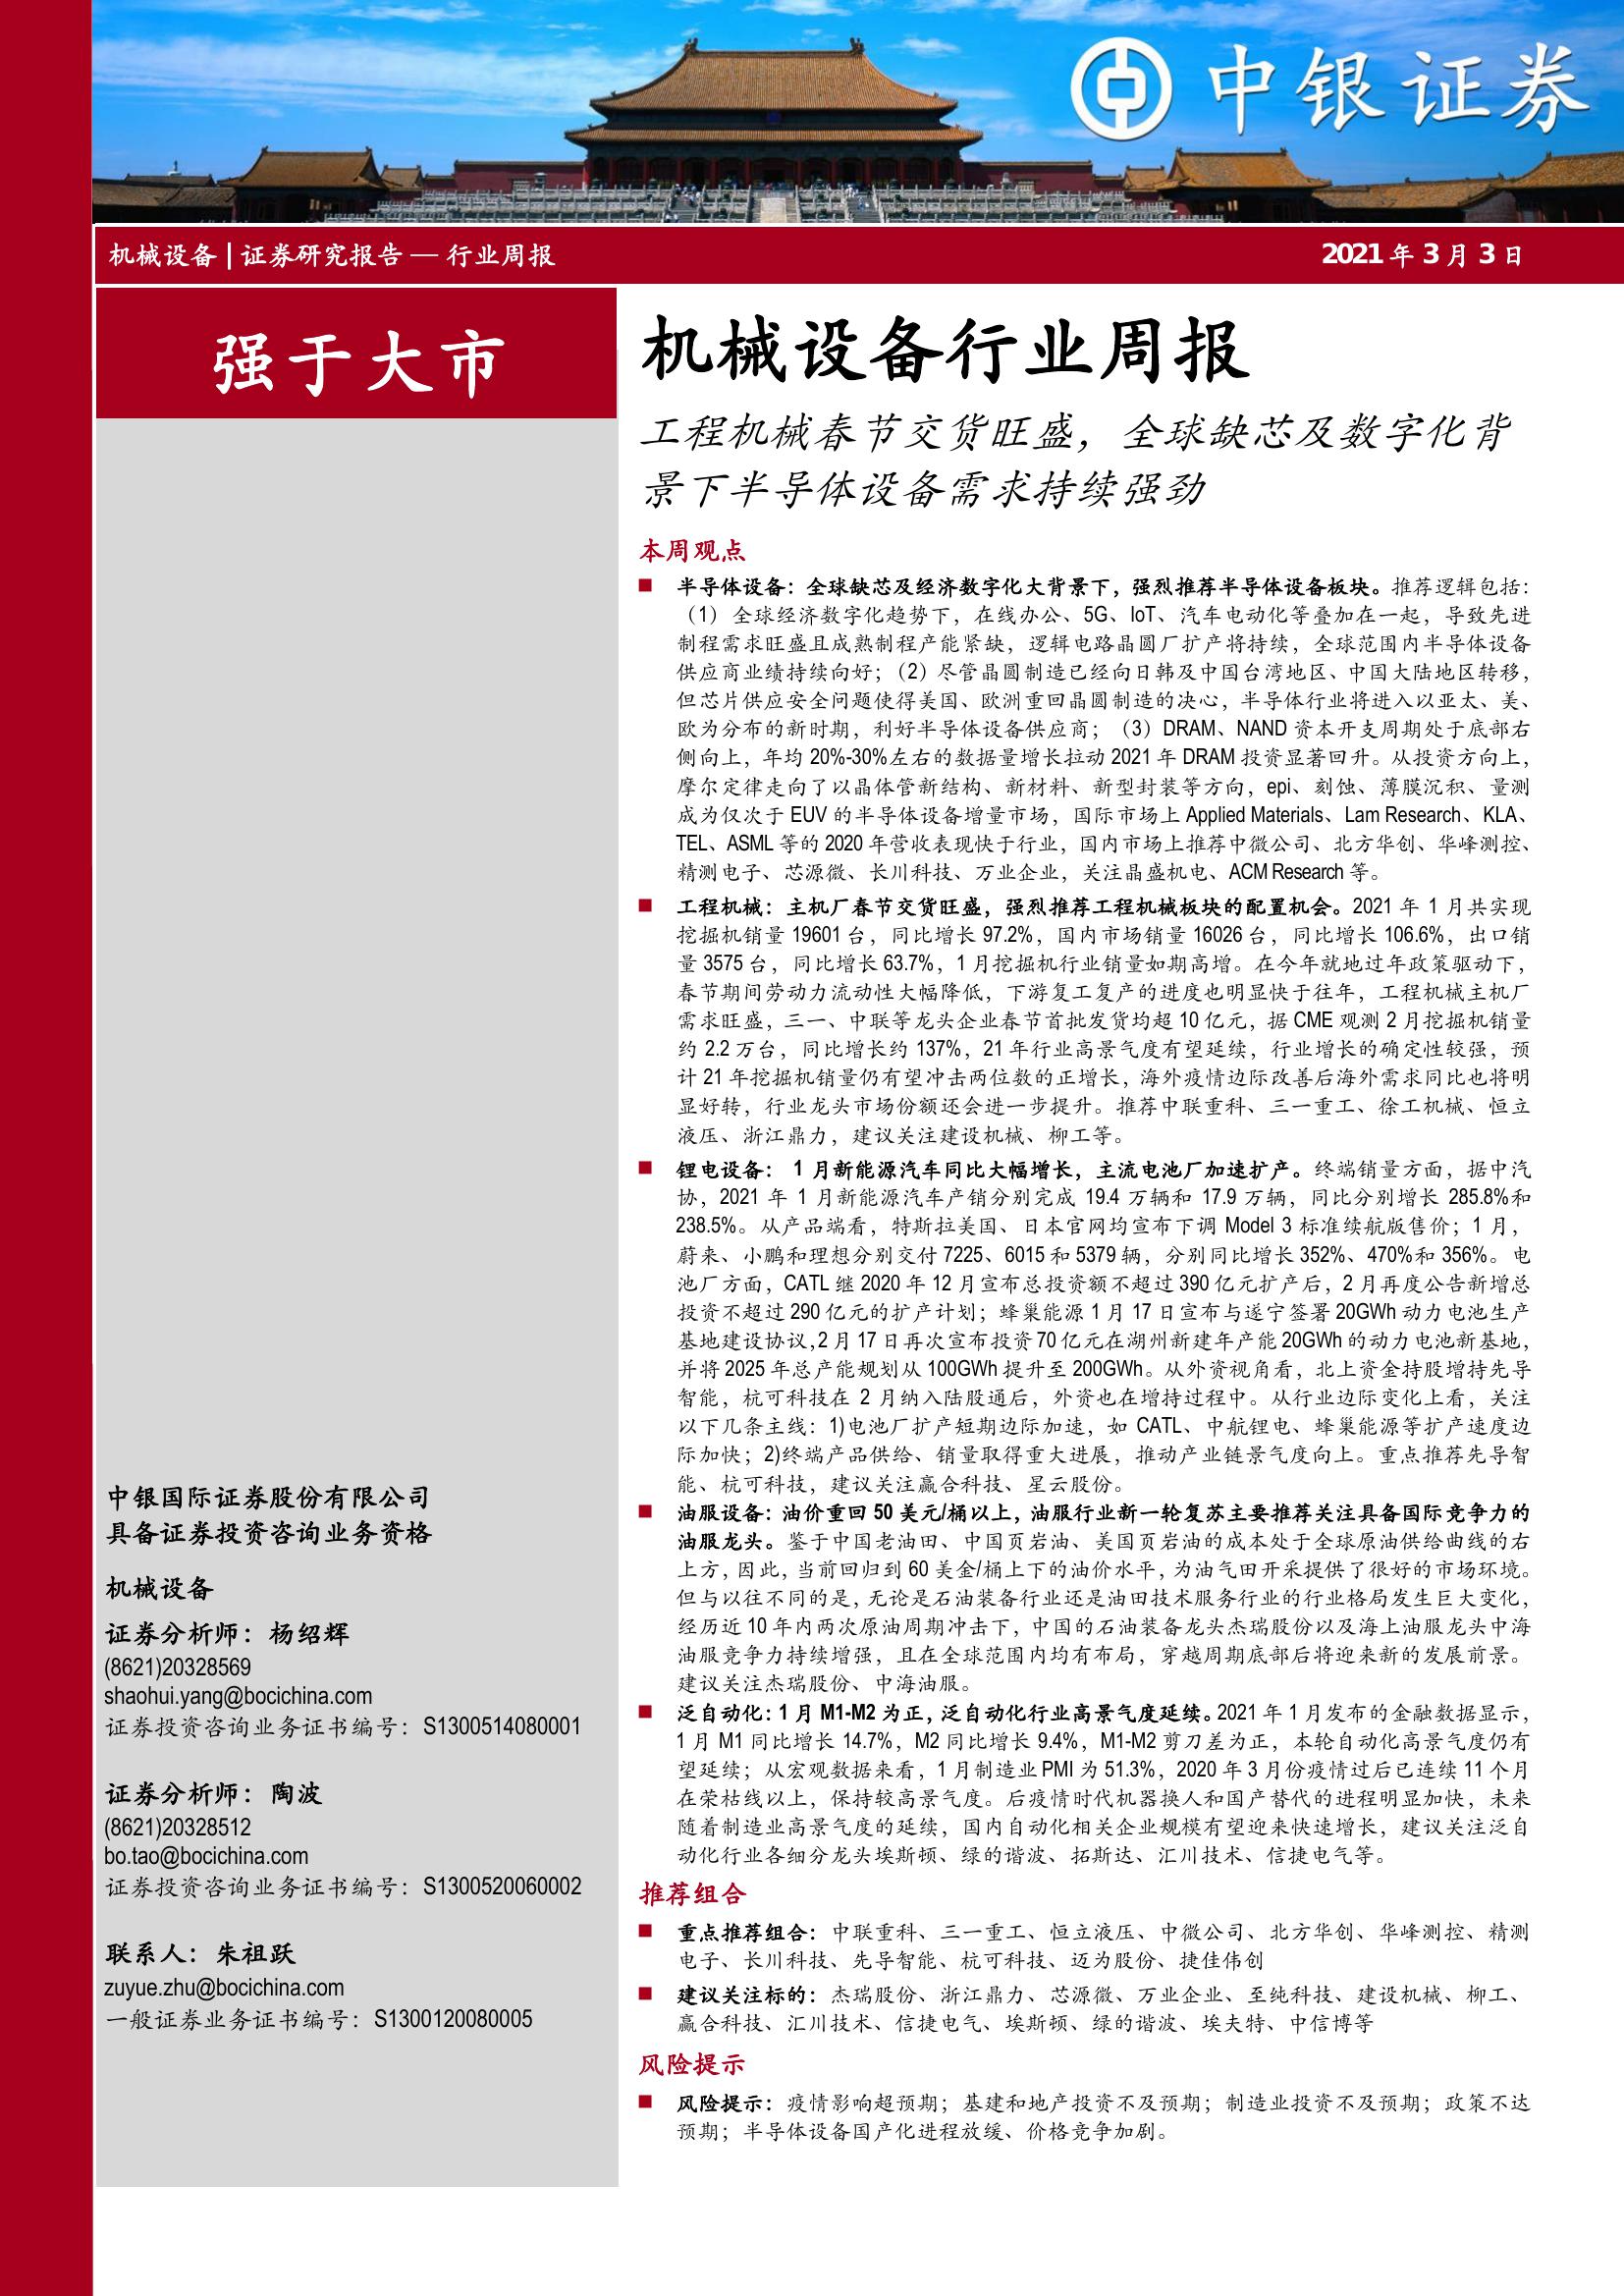 中银证券
机械设备 | 证券研究报告 — 行业周报
2021 年 3 月 3 日
强于大市
机械设备行业周报
工程机械春节交货旺盛，全球缺芯及数字化背
景下半导体设备需求持续强劲
本周观点
■ 半导体设备：全球缺芯及经济数字化大背景下，强烈推荐半导体设备板块。推荐逻辑包括：
（1）全球经济数字化趋势下，在线办公、5G、IoT、汽车电动化等叠加在一起，导致先进
制程需求旺盛且成熟制程产能紧缺，逻辑电路晶圆厂扩产将持续，全球范围内半导体设备
供应商业绩持续向好；（2）尽管晶圆制造已经向日韩及中国台湾地区、中国大陆地区转移，
但芯片供应安全问题使得美国、欧洲重回晶圆制造的决心，半导体行业将进入以亚太、美、
欧为分布的新时期，利好半导体设备供应商；（3）DRAM、NAND 资本开支周期处于底部右
侧向上，年均 20%-30%左右的数据量增长拉动 2021 年 DRAM 投资显著回升。从投资方向上，
摩尔定律走向了以晶体管新结构、新材料、新型封装等方向，epi、刻蚀、薄膜沉积、量测
成为仅次于 EUV 的半导体设备增量市场，国际市场上 Applied Materials、Lam Research、KLA、
TEL、ASML 等的 2020 年营收表现快于行业，国内市场上推荐中微公司、北方华创、华峰测控、
精测电子、芯源微、长川科技、万业企业，关注晶盛机电、ACM Research 等。
■ 工程机械：主机厂春节交货旺盛，强烈推荐工程机械板块的配置机会。2021 年 1 月共实现
挖掘机销量 19601 台，同比增长 97.2%，国内市场销量 16026 台，同比增长 106.6%，出口销
量 3575 台，同比增长 63.7%，1 月挖掘机行业销量如期高增。在今年就地过年政策驱动下，
春节期间劳动力流动性大幅降低，下游复工复产的进度也明显快于往年，工程机械主机厂
需求旺盛，三一、中联等龙头企业春节首批发货均超 10 亿元，据 CME 观测 2 月挖掘机销量
约 2.2 万台，同比增长约 137%，21 年行业高景气度有望延续，行业增长的确定性较强，预
计 21 年挖掘机销量仍有望冲击两位数的正增长，海外疫情边际改善后海外需求同比也将明
显好转，行业龙头市场份额还会进一步提升。推荐中联重科、三一重工、徐工机械、恒立
液压、浙江鼎力，建议关注建设机械、柳工等。
■ 锂电设备： 1 月新能源汽车同比大幅增长，主流电池厂加速扩产。终端销量方面，据中汽
协，2021 年 1 月新能源汽车产销分别完成 19.4 万辆和 17.9 万辆，同比分别增长 285.8%和
238.5%。从产品端看，特斯拉美国、日本官网均宣布下调 Model 3 标准续航版售价；1 月，
蔚来、小鹏和理想分别交付 7225、6015 和 5379 辆，分别同比增长 352%、470%和 356%。电
池厂方面，CATL 继 2020 年 12 月宣布总投资额不超过 390 亿元扩产后，2 月再度公告新增总
投资不超过 290 亿元的扩产计划；蜂巢能源 1 月 17 日宣布与遂宁签署 20GWh 动力电池生产
基地建设协议,2 月 17 日再次宣布投资 70 亿元在湖州新建年产能 20GWh 的动力电池新基地，
并将 2025 年总产能规划从 100GWh 提升至 200GWh。从外资视角看，北上资金持股增持先导
智能，杭可科技在 2 月纳入陆股通后，外资也在增持过程中。从行业边际变化上看，关注
以下几条主线：1)电池厂扩产短期边际加速，如 CATL、中航锂电、蜂巢能源等扩产速度边
际加快；2)终端产品供给、销量取得重大进展，推动产业链景气度向上。重点推荐先导智
能、杭可科技，建议关注赢合科技、星云股份。
■ 油服设备：油价重回 50 美元/桶以上，油服行业新一轮复苏主要推荐关注具备国际竞争力的
油服龙头。鉴于中国老油田、中国页岩油、美国页岩油的成本处于全球原油供给曲线的右
上方，因此，当前回归到 60 美金/桶上下的油价水平，为油气田开采提供了很好的市场环境。
但与以往不同的是，无论是石油装备行业还是油田技术服务行业的行业格局发生巨大变化，
经历近 10 年内两次原油周期冲击下，中国的石油装备龙头杰瑞股份以及海上油服龙头中海
油服竞争力持续增强，且在全球范围内均有布局，穿越周期底部后将迎来新的发展前景。
建议关注杰瑞股份、中海油服。
■ 泛自动化：1 月 M1-M2 为正，泛自动化行业高景气度延续。2021 年 1 月发布的金融数据显示，
1 月 M1 同比增长 14.7%，M2 同比增长 9.4%，M1-M2 剪刀差为正，本轮自动化高景气度仍有
望延续；从宏观数据来看，1 月制造业 PMI 为 51.3%，2020 年 3 月份疫情过后已连续 11 个月
在荣枯线以上，保持较高景气度。后疫情时代机器换人和国产替代的进程明显加快，未来
随着制造业高景气度的延续，国内自动化相关企业规模有望迎来快速增长，建议关注泛自
动化行业各细分龙头埃斯顿、绿的谐波、拓斯达、汇川技术、信捷电气等。
推荐组合
■ 重点推荐组合：中联重科、三一重工、恒立液压、中微公司、北方华创、华峰测控、精测
电子、长川科技、先导智能、杭可科技、迈为股份、捷佳伟创
■ 建议关注标的：杰瑞股份、浙江鼎力、芯源微、万业企业、至纯科技、建设机械、柳工、
赢合科技、汇川技术、信捷电气、埃斯顿、绿的谐波、埃夫特、中信博等
风险提示
■ 风险提示：疫情影响超预期；基建和地产投资不及预期；制造业投资不及预期；政策不达
预期；半导体设备国产化进程放缓、价格竞争加剧。
中银国际证券股份有限公司
具备证券投资咨询业务资格
机械设备
证券分析师：杨绍辉
(8621)20328569
shaohui.yang@bocichina.com
证券投资咨询业务证书编号：S1300514080001
证券分析师：陶波
(8621)20328512
bo.tao@bocichina.com
证券投资咨询业务证书编号：S1300520060002
联系人：朱祖跃
zuyue.zhu@bocichina.com
一般证券业务证书编号：S1300120080005